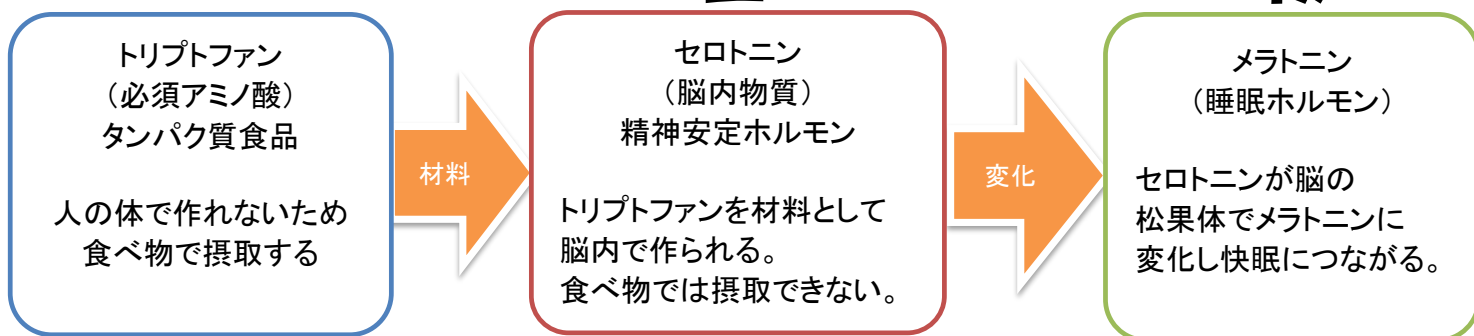 トリプトファン
（必須アミノ酸）
タンパク質食品
人の体で作れないため
食べ物で摂取する
材料
セロトニン
（脳内物質）
精神安定ホルモン
トリプトファンを材料として
脳内で作られる。
食べ物では摂取できない。
変化
メラトニン
（睡眠ホルモン）
セロトニンが脳の
松果体でメラトニンに
変化し快眠につながる。